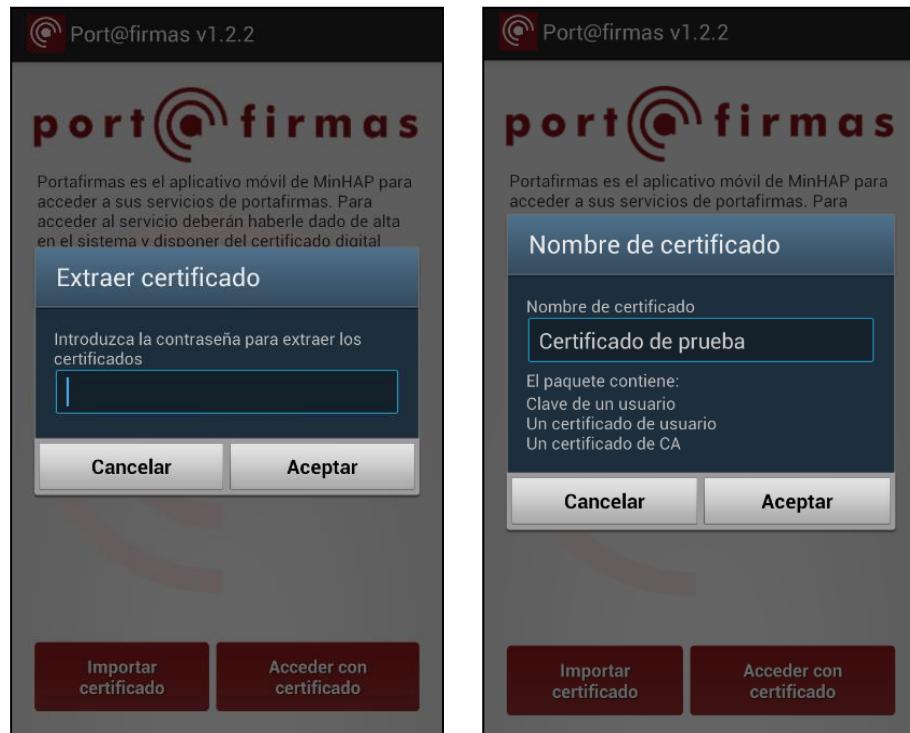 Port@firmas v1.2.2
port@firmas
Portafirmas es el aplicativo móvil de MinHAP para
acceder a sus servicios de portafirmas. Para
acceder al servicio deberán haberle dado de alta
en el sistema y disponer del certificado digital
Extraer certificado
Introduzca la contraseña para extraer los
certificados
Cancelar
Aceptar
Importar
certificado
Acceder con
certificado
Port@firmas v1.2.2
port@firmas
Portafirmas es el aplicativo móvil de MinHAP para
acceder a sus servicios de portafirmas. Para
Nombre de certificado
Nombre de certificado
Certificado de prueba
El paquete contiene:
Clave de un usuario
Un certificado de usuario
Un certificado de CA
Cancelar
Aceptar
Importar
certificado
Acceder con
certificado